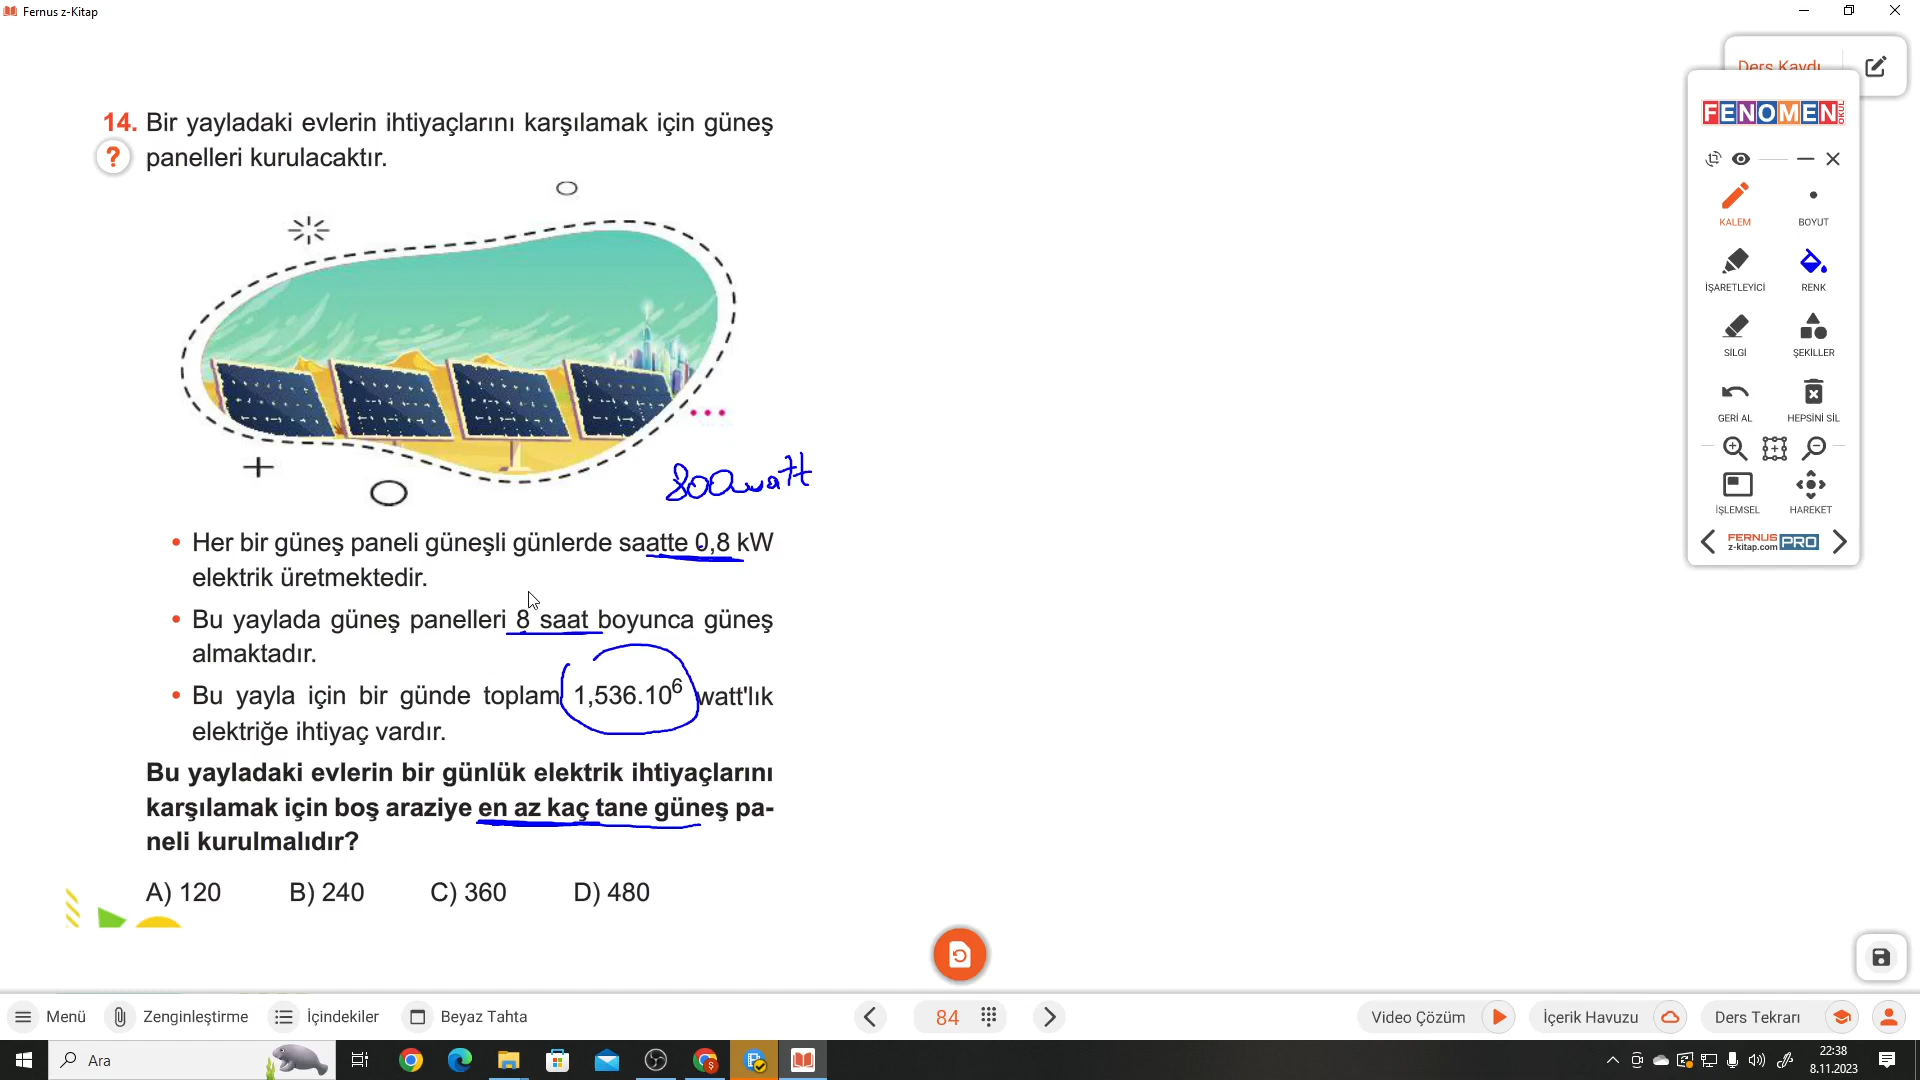 Fernus z-Kitap
Ders Kaydı
14. Bir yayladaki evlerin ihtiyaçlarını karşılamak için güneş
? panelleri kurulacaktır.
800watt
• Her bir güneş paneli güneşli günlerde saatte 0,8 kW
elektrik üretmektedir.
• Bu yaylada güneş panelleri 8 saat boyunca güneş
almaktadır.
• Bu yayla için bir günde toplam 1,536.10⁶ watt'lık
elektriğe ihtiyaç vardır.
Bu yayladaki evlerin bir günlük elektrik ihtiyaçlarını
karşılamak için boş araziye en az kaç tane güneş pa-
neli kurulmalıdır?
A) 120 B) 240 C) 360 D) 480
FENOMEN OKUL
KALEM BOYUT
İŞARETLEYİCİ RENK
SİLGİ ŞEKİLLER
GERİ AL HEPSİNİ SİL
İŞLEMSEL HAREKET
FERNUS z-kitap.com PRO
Menü Zenginleştirme İçindekiler Beyaz Tahta 84 Video Çözüm İçerik Havuzu Ders Tekrarı
Ara
22:38
8.11.2023